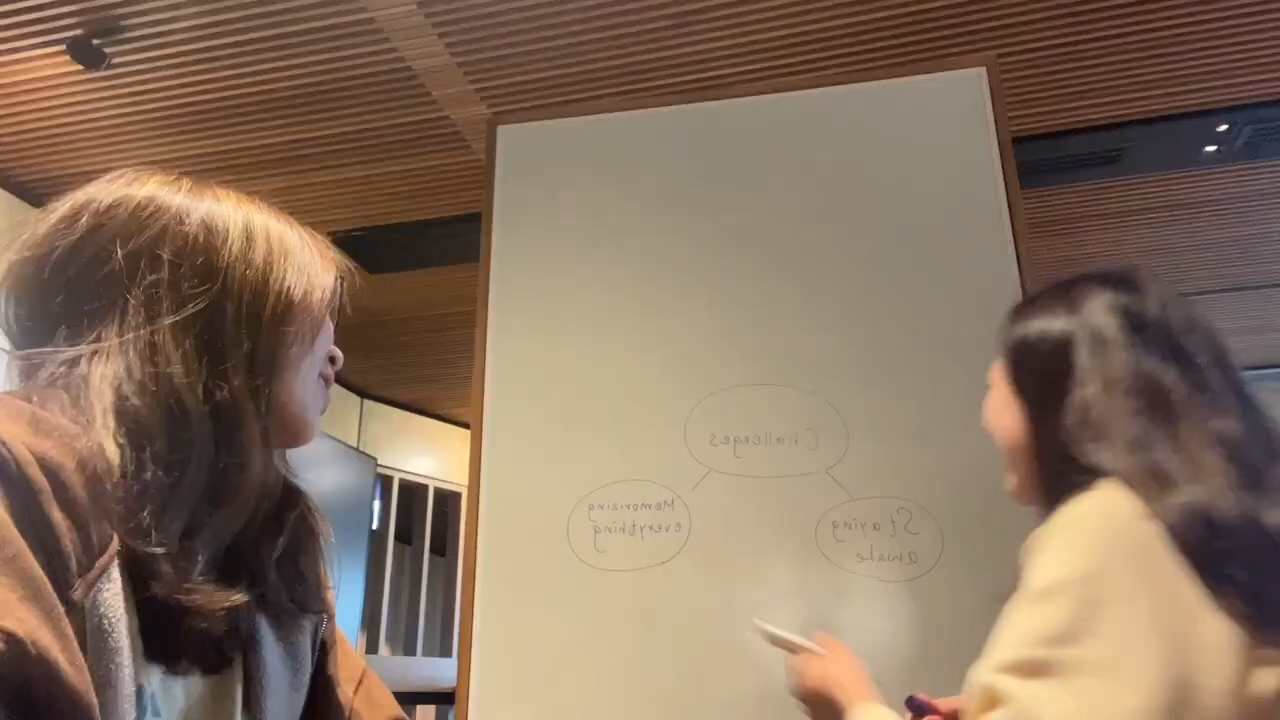 Challenges
Staying
awake
Memorizing
everything